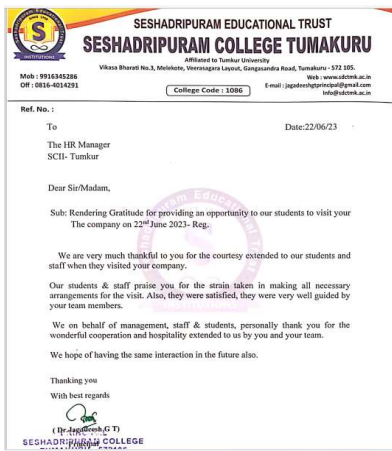 SESHADRIPURAM EDUCATIONAL TRUST
SESHADRIPURAM COLLEGE TUMAKURU
Affiliated to Tumkur University
Vikasa Bharati No.3, Melekote, Veerasagara Layout, Gangasandra Road, Tumakuru - 572 105.
INSTITUTIONS
Mob : 9916345286
Web : www.sdctmk.ac.in
Off : 0816-4014291
College Code : 1086
E-mail : jagadeeshgtprincipal@gmail.com
Info@sdctmk.ac.in
Ref. No. :
To
Date:22/06/23
The HR Manager
SCII- Tumkur
Dear Sir/Madam,
Sub: Rendering Gratitude for providing an opportunity to our students to visit your
The company on 22nd June 2023- Reg.
We are very much thankful to you for the courtesy extended to our students and
staff when they visited your company.
Our students & staff praise you for the strain taken in making all necessary
arrangements for the visit. Also, they were satisfied, they were very well guided by
your team members.
We on behalf of management, staff & students, personally thank you for the
wonderful cooperation and hospitality extended to us by you and your team.
We hope of having the same interaction in the future also.
Thanking you
With best regards
( Dr. Jagadeesh G T)
Principal
SESHADRIPURAM COLLEGE